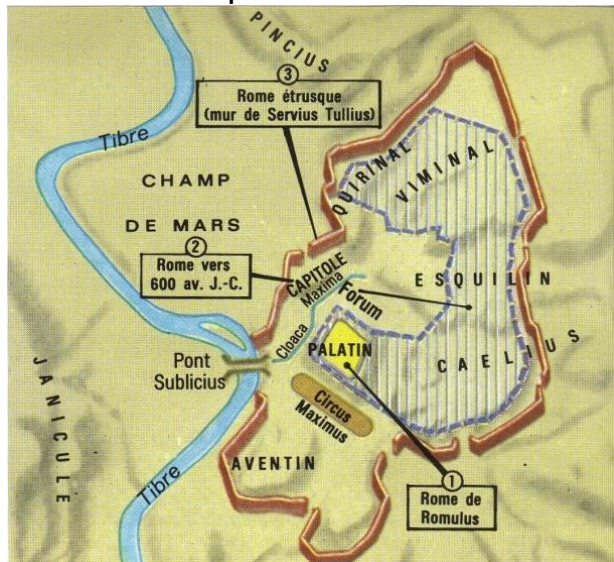 PINCIUS
③
Rome étrusque
(mur de Servius Tullius)
Tibre
CHAMP
DE MARS
QUIRINAL
VIMINAL
②
Rome vers
600 av. J.-C.
CAPITOLE
Maxima
Forum
ESQUILIN
Cloaca
PALATIN
CAELIUS
Pont
Sublicius
Circus
Maximus
JANICULE
AVENTIN
Tibre
①
Rome de
Romulus